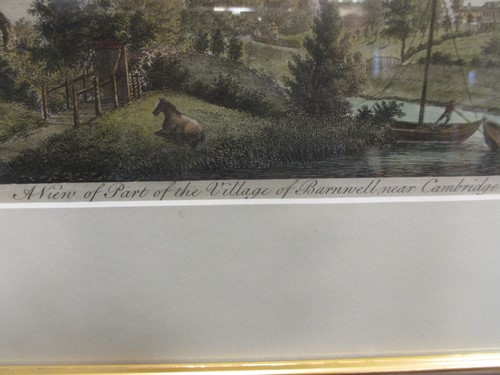 A View of Part of the Village of Barnwell, near Cambridge